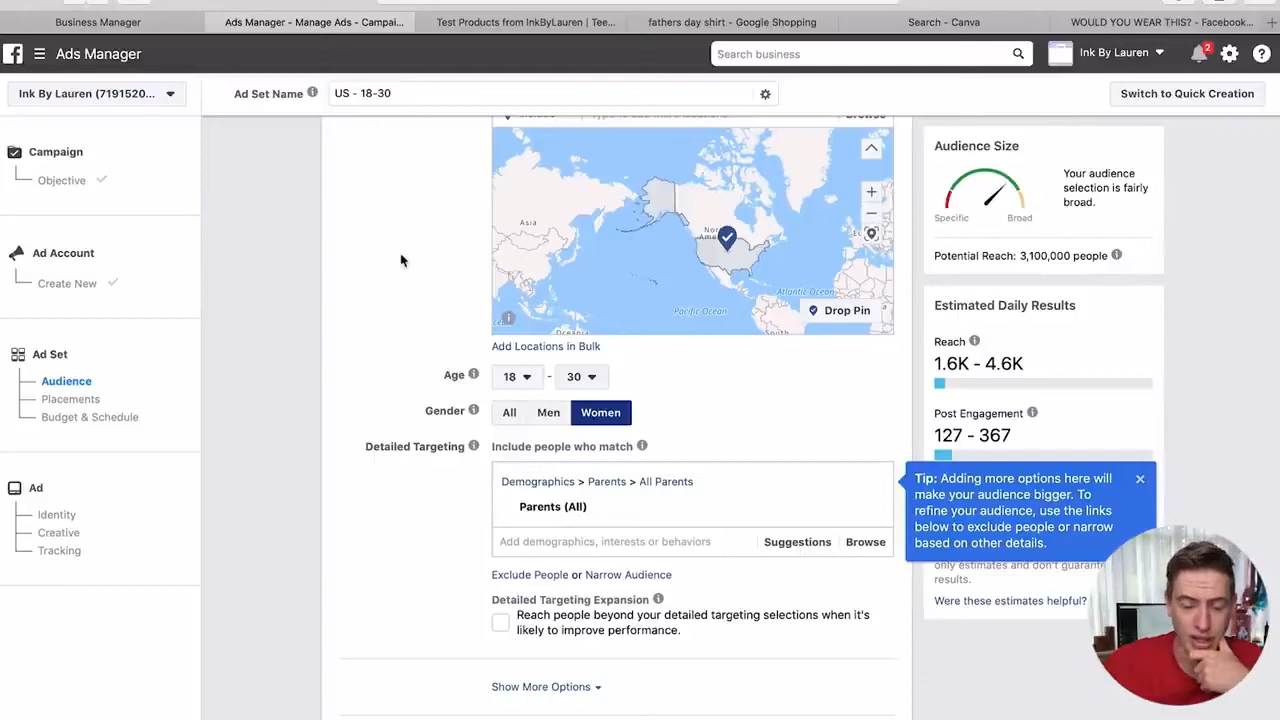 Business Manager
Ads Manager - Manage Ads - Campai...
Test Products from InkByLauren | Tee...
fathers day shirt - Google Shopping
Search - Canva
WOULD YOU WEAR THIS? - Facebook...
Ads Manager
Search business
Ink By Lauren
2
Ink By Lauren (7191520...
Ad Set Name
US - 18-30
Switch to Quick Creation
Campaign
Objective
Ad Account
Create New
Ad Set
Audience
Placements
Budget & Schedule
Ad
Identity
Creative
Tracking
Asia
Pacific Ocean
Atlantic Ocean
Oceania
Drop Pin
Add Locations in Bulk
Age
18
-
30
Gender
All
Men
Women
Detailed Targeting
Include people who match
Demographics > Parents > All Parents
Parents (All)
Add demographics, interests or behaviors
Suggestions
Browse
Exclude People or Narrow Audience
Detailed Targeting Expansion
Reach people beyond your detailed targeting selections when it's
likely to improve performance.
Show More Options
Audience Size
Specific
Broad
Your audience
selection is fairly
broad.
Potential Reach: 3,100,000 people
Estimated Daily Results
Reach
1.6K - 4.6K
Post Engagement
127 - 367
Tip: Adding more options here will
make your audience bigger. To
refine your audience, use the links
below to exclude people or narrow
based on other details.
only estimates and don't guarante
results.
Were these estimates helpful?